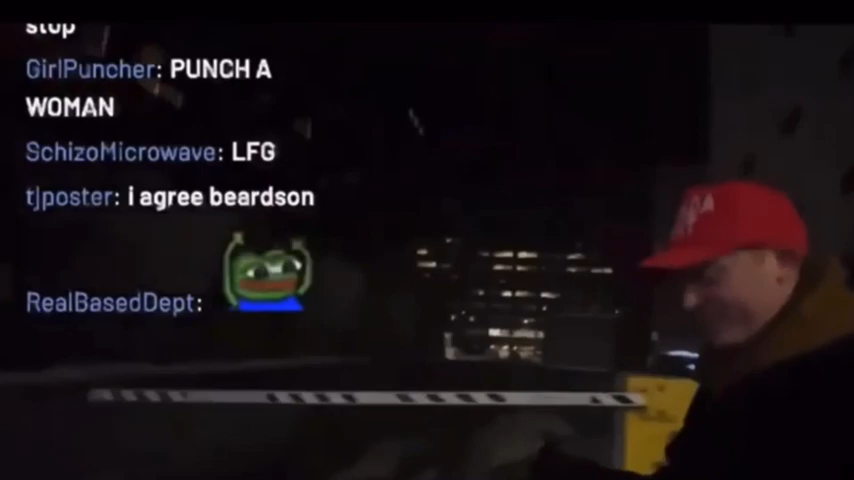 stop
GirlPuncher: PUNCH A
WOMAN
SchizoMicrowave: LFG
tjposter: i agree beardson
RealBasedDept: